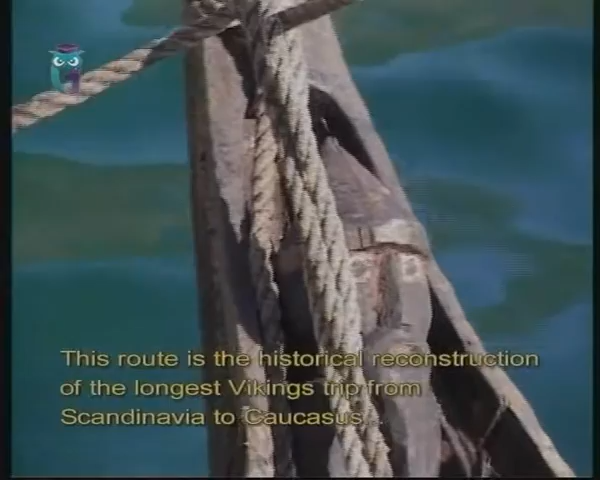 This route is the historical reconstruction
of the longest Vikings trip from
Scandinavia to Caucasus...